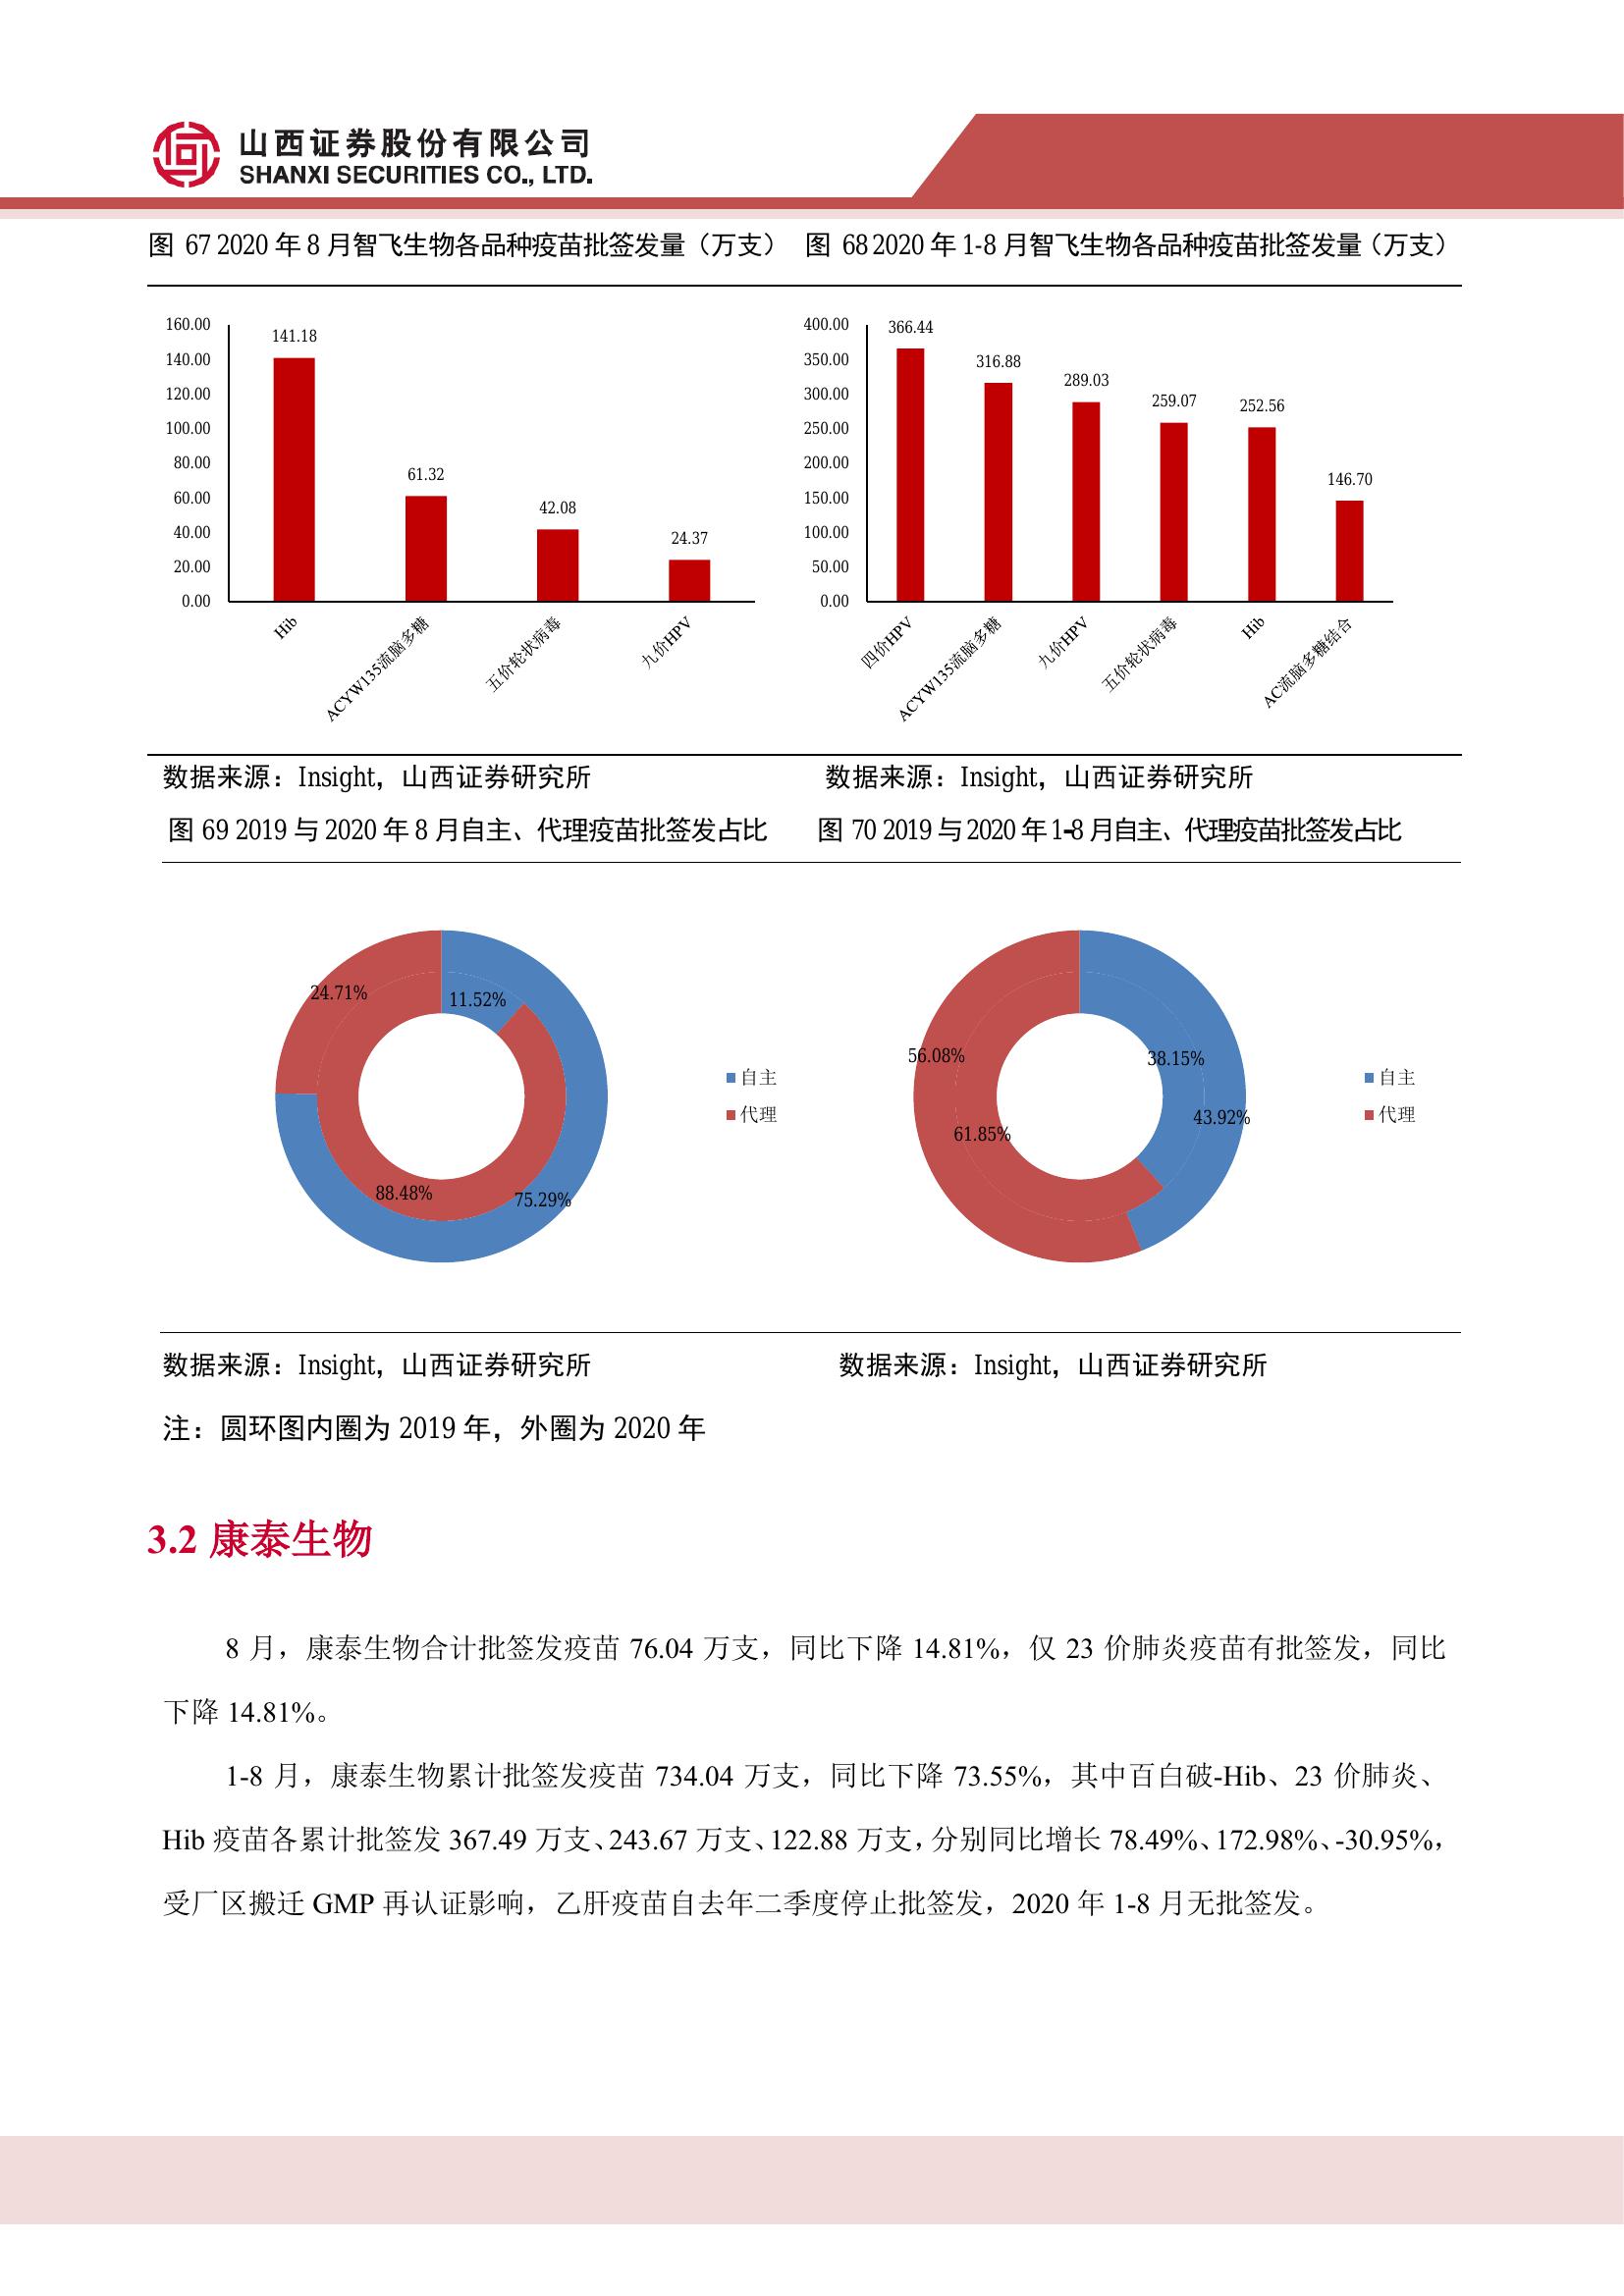 山西证券股份有限公司
SHANXI SECURITIES CO., LTD.
图 67 2020 年 8 月智飞生物各品种疫苗批签发量（万支）
图 68 2020 年 1-8 月智飞生物各品种疫苗批签发量（万支）
160.00
140.00
120.00
100.00
80.00
60.00
40.00
20.00
0.00
141.18
61.32
42.08
24.37
Hib
ACYW135流脑多糖
五价轮状病毒
九价HPV
400.00
350.00
300.00
250.00
200.00
150.00
100.00
50.00
0.00
366.44
316.88
289.03
259.07
252.56
146.70
四价HPV
ACYW135流脑多糖
九价HPV
五价轮状病毒
Hib
AC流脑多糖结合
数据来源：Insight，山西证券研究所
数据来源：Insight，山西证券研究所
图 69 2019 与 2020 年 8 月自主、代理疫苗批签发占比
图 70 2019 与 2020 年 1-8 月自主、代理疫苗批签发占比
24.71%
11.52%
88.48%
75.29%
自主
代理
56.08%
38.15%
43.92%
61.85%
自主
代理
数据来源：Insight，山西证券研究所
数据来源：Insight，山西证券研究所
注：圆环图内圈为 2019 年，外圈为 2020 年
3.2 康泰生物
8 月，康泰生物合计批签发疫苗 76.04 万支，同比下降 14.81%，仅 23 价肺炎疫苗有批签发，同比
下降 14.81%。
1-8 月，康泰生物累计批签发疫苗 734.04 万支，同比下降 73.55%，其中百白破-Hib、23 价肺炎、
Hib 疫苗各累计批签发 367.49 万支、243.67 万支、122.88 万支，分别同比增长 78.49%、172.98%、-30.95%，
受厂区搬迁 GMP 再认证影响，乙肝疫苗自去年二季度停止批签发，2020 年 1-8 月无批签发。